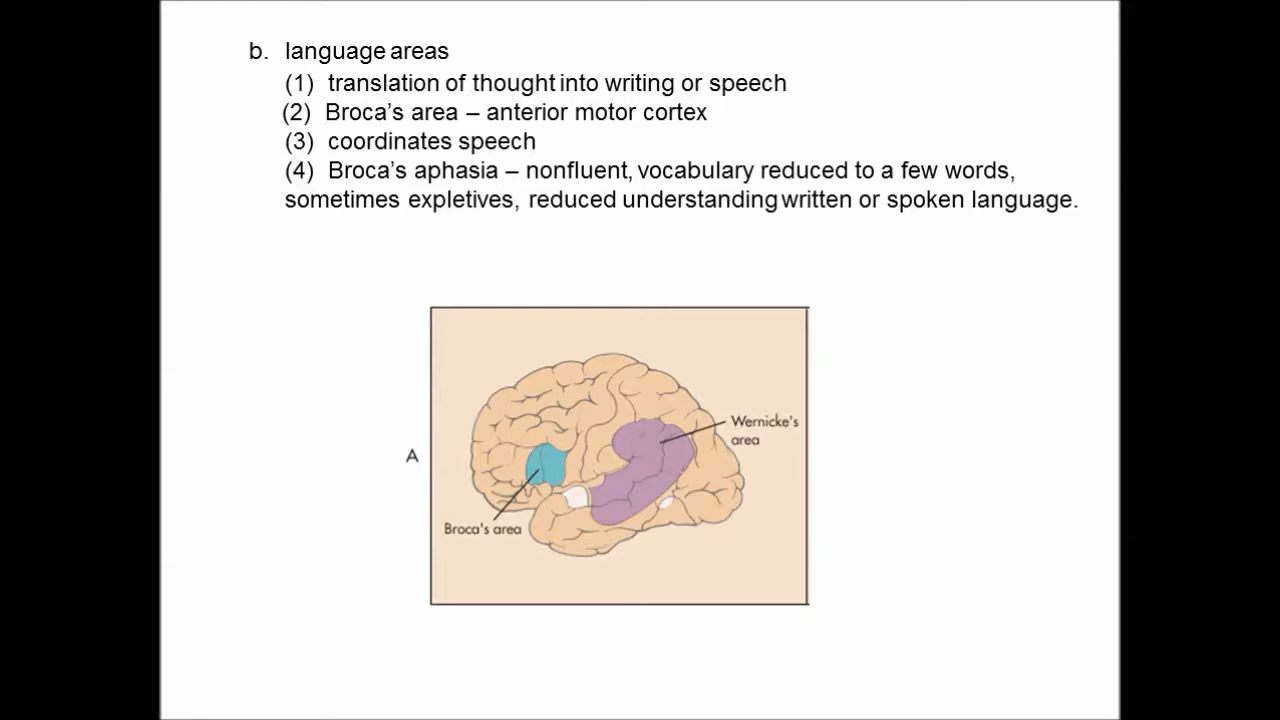 b. language areas
(1) translation of thought into writing or speech
(2) Broca's area – anterior motor cortex
(3) coordinates speech
(4) Broca's aphasia – nonfluent, vocabulary reduced to a few words,
sometimes expletives, reduced understanding written or spoken language.
Wernicke's
area
A
Broca's area